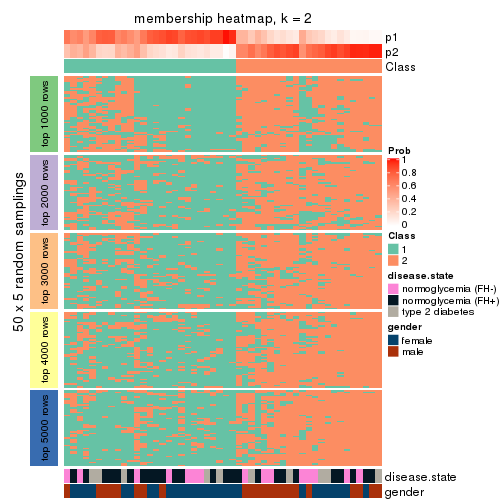 membership heatmap, k = 2
p1
p2
Class
50 x 5 random samplings
top 1000 rows
top 2000 rows
top 3000 rows
top 4000 rows
top 5000 rows
Prob
1
0.8
0.6
0.4
0.2
0
Class
1
2
disease.state
normoglycemia (FH-)
normoglycemia (FH+)
type 2 diabetes
gender
female
male
disease.state
gender